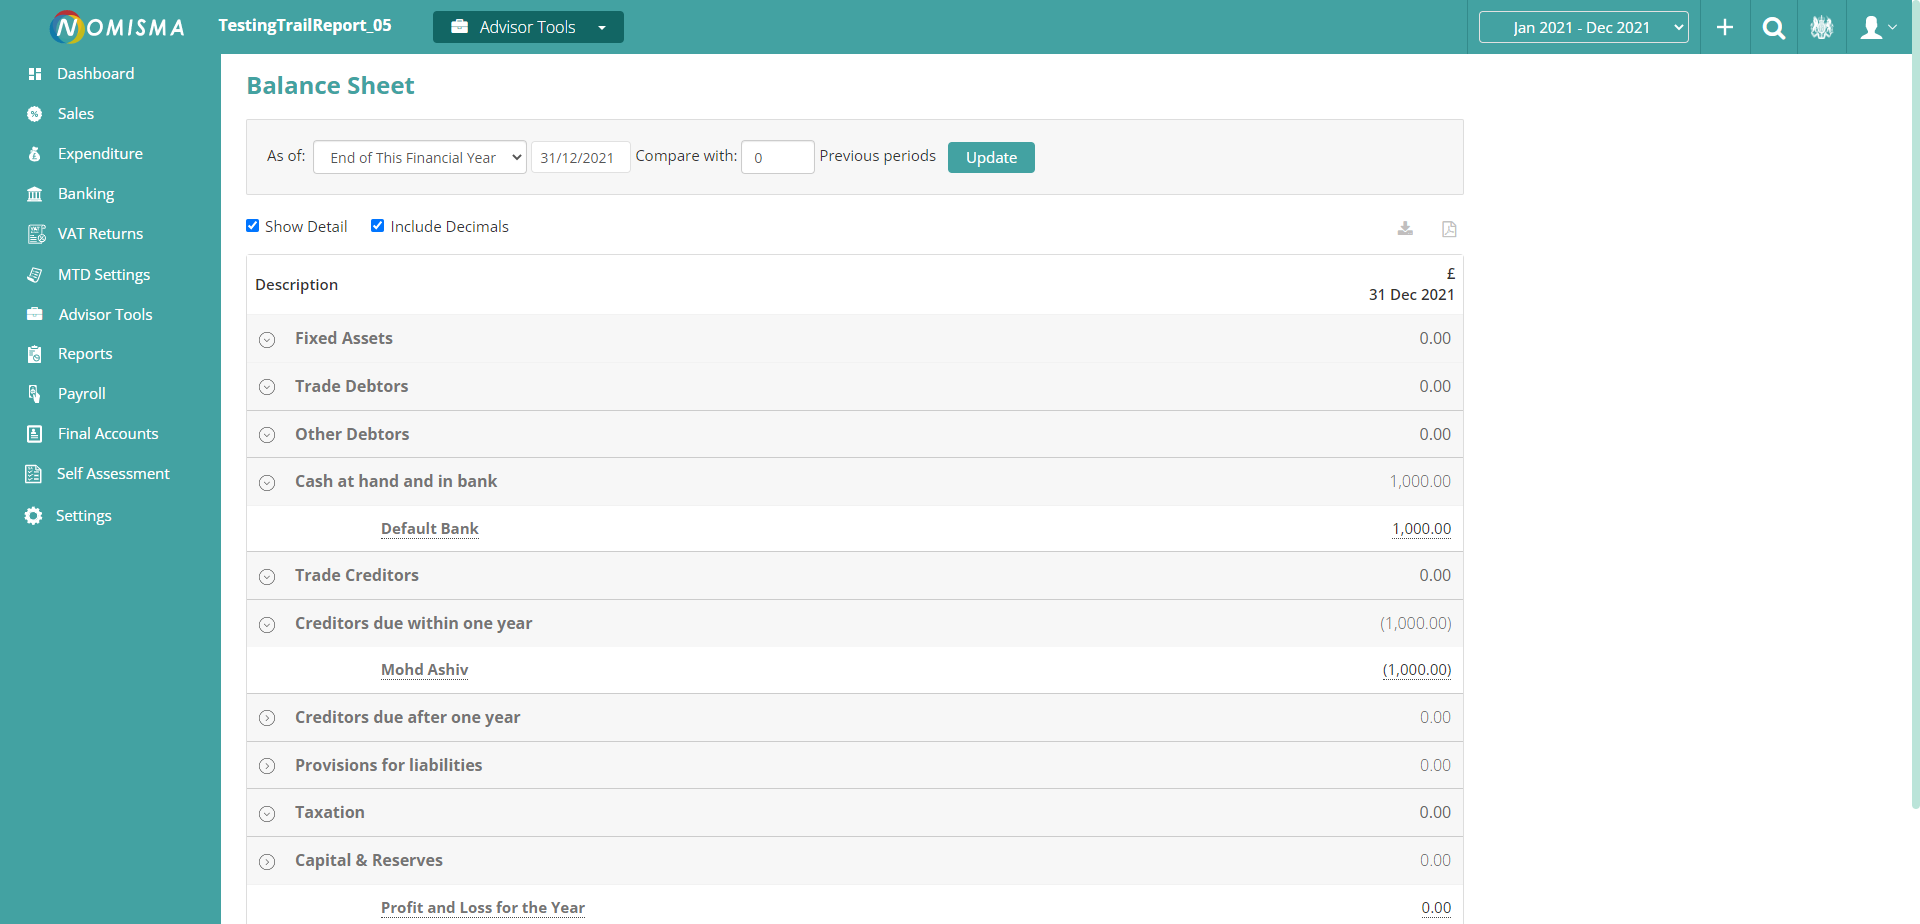 NOMISMA
TestingTrailReport_05
Advisor Tools
Jan 2021 - Dec 2021
Dashboard
Sales
Expenditure
Banking
VAT Returns
MTD Settings
Advisor Tools
Reports
Payroll
Final Accounts
Self Assessment
Settings
Balance Sheet
As of: End of This Financial Year 31/12/2021 Compare with: 0 Previous periods Update
Show Detail Include Decimals
Description £
31 Dec 2021
Fixed Assets 0.00
Trade Debtors 0.00
Other Debtors 0.00
Cash at hand and in bank 1,000.00
Default Bank 1,000.00
Trade Creditors 0.00
Creditors due within one year (1,000.00)
Mohd Ashiv (1,000.00)
Creditors due after one year 0.00
Provisions for liabilities 0.00
Taxation 0.00
Capital & Reserves 0.00
Profit and Loss for the Year 0.00